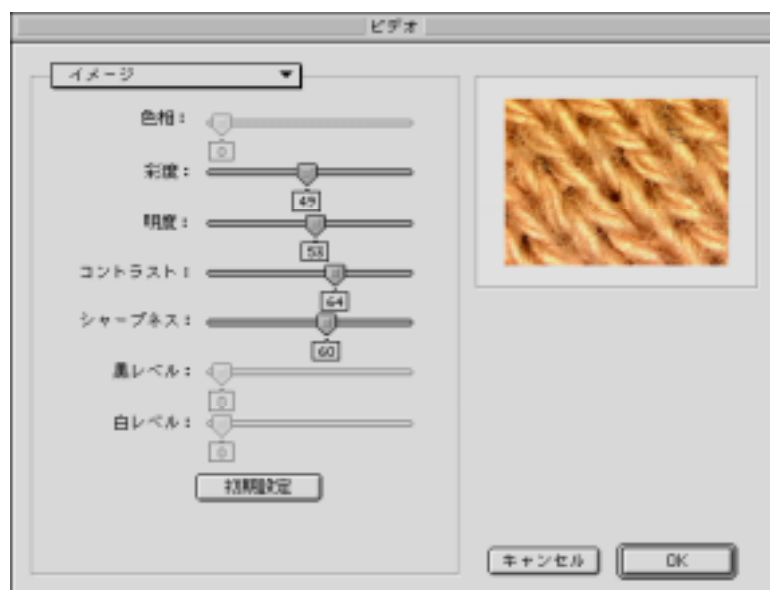 ビデオ
イメージ
色相：
0
彩度：
49
明度：
53
コントラスト：
64
シャープネス：
60
黒レベル：
0
白レベル：
0
初期設定
キャンセル
OK